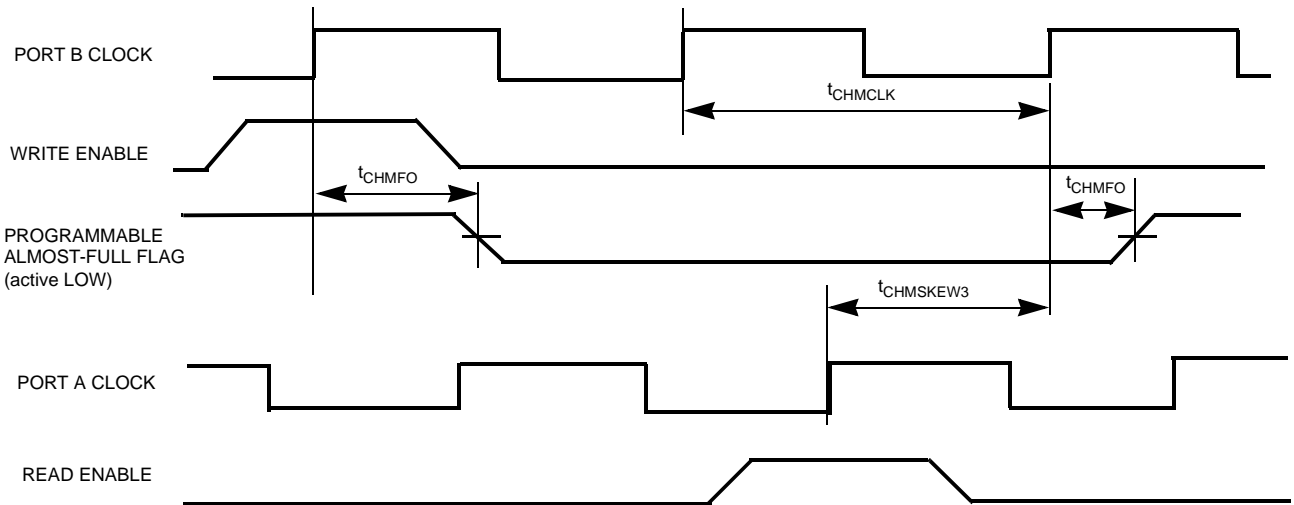 PORT B CLOCK
tCHMCLK
WRITE ENABLE
tCHMFO
tCHMFO
PROGRAMMABLE
ALMOST-FULL FLAG
(active LOW)
tCHMSKEW3
PORT A CLOCK
READ ENABLE